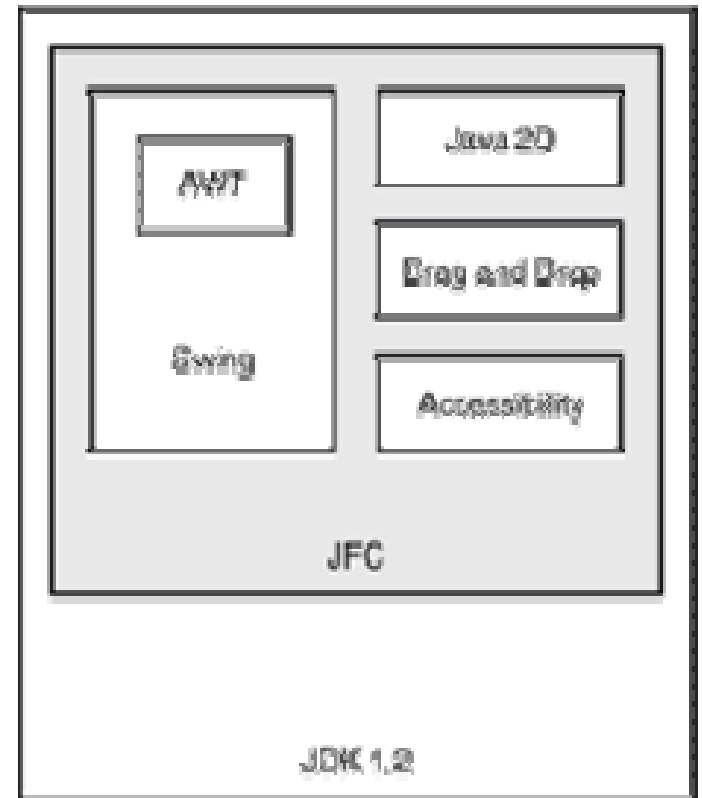 AWT
Swing
Java 2D
Drag and Drop
Accessibility
JFC
JDK 1.2